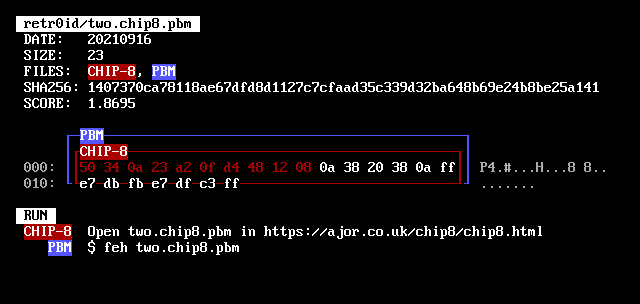 retr0id/two.chip8.pbm
DATE: 20210916
SIZE: 23
FILES: CHIP-8, PBM
SHA256: 1407370ca78118ae67dfd8d1127c7cfaad35c339d32ba648b69e24b8be25a141
SCORE: 1.8695
PBM
CHIP-8
000: 50 34 0a 23 a2 0f d4 48 12 08 0a 38 20 38 0a ff P4.#...H...8 8..
010: e7 db fb e7 df c3 ff .......
RUN
CHIP-8 Open two.chip8.pbm in https://ajor.co.uk/chip8/chip8.html
PBM $ feh two.chip8.pbm